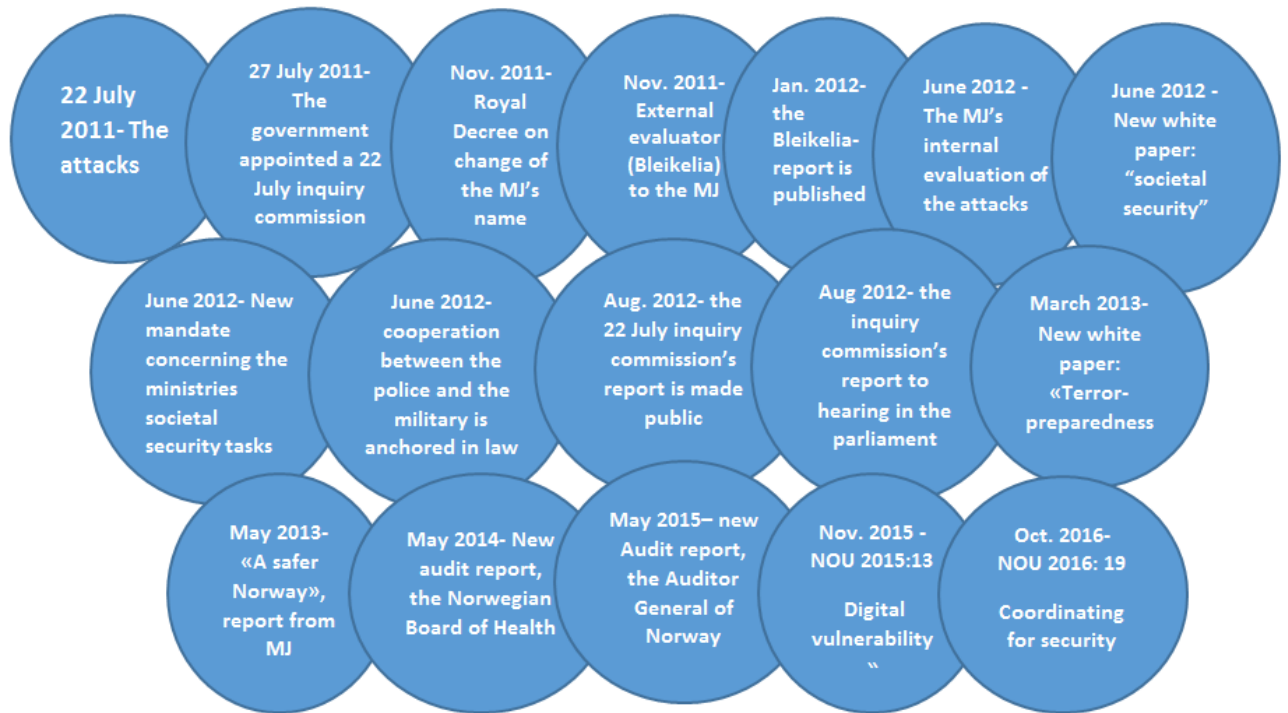 22 July
2011- The
attacks
27 July 2011-
The
government
appointed a 22
July inquiry
commission
Nov. 2011-
Royal
Decree on
change of
the MJ's
name
Nov. 2011-
External
evaluator
(Bleikelia)
to the MJ
Jan. 2012-
the
Bleikelia-
report is
published
June 2012 -
The MJ's
internal
evaluation of
the attacks
June 2012 -
New white
paper:
“societal
security”
June 2012- New
mandate
concerning the
ministries
societal
security tasks
June 2012-
cooperation
between the
police and the
military is
anchored in law
Aug. 2012- the
22 July inquiry
commission's
report is made
public
Aug 2012- the
inquiry
commission's
report to
hearing in the
parliament
March 2013-
New white
paper:
«Terror-
preparedness
May 2013-
«A safer
Norway»,
report from
MJ
May 2014- New
audit report,
the Norwegian
Board of Health
May 2015– new
Audit report,
the Auditor
General of
Norway
Nov. 2015 -
NOU 2015:13
Digital
vulnerability
“
Oct. 2016-
NOU 2016: 19
Coordinating
for security